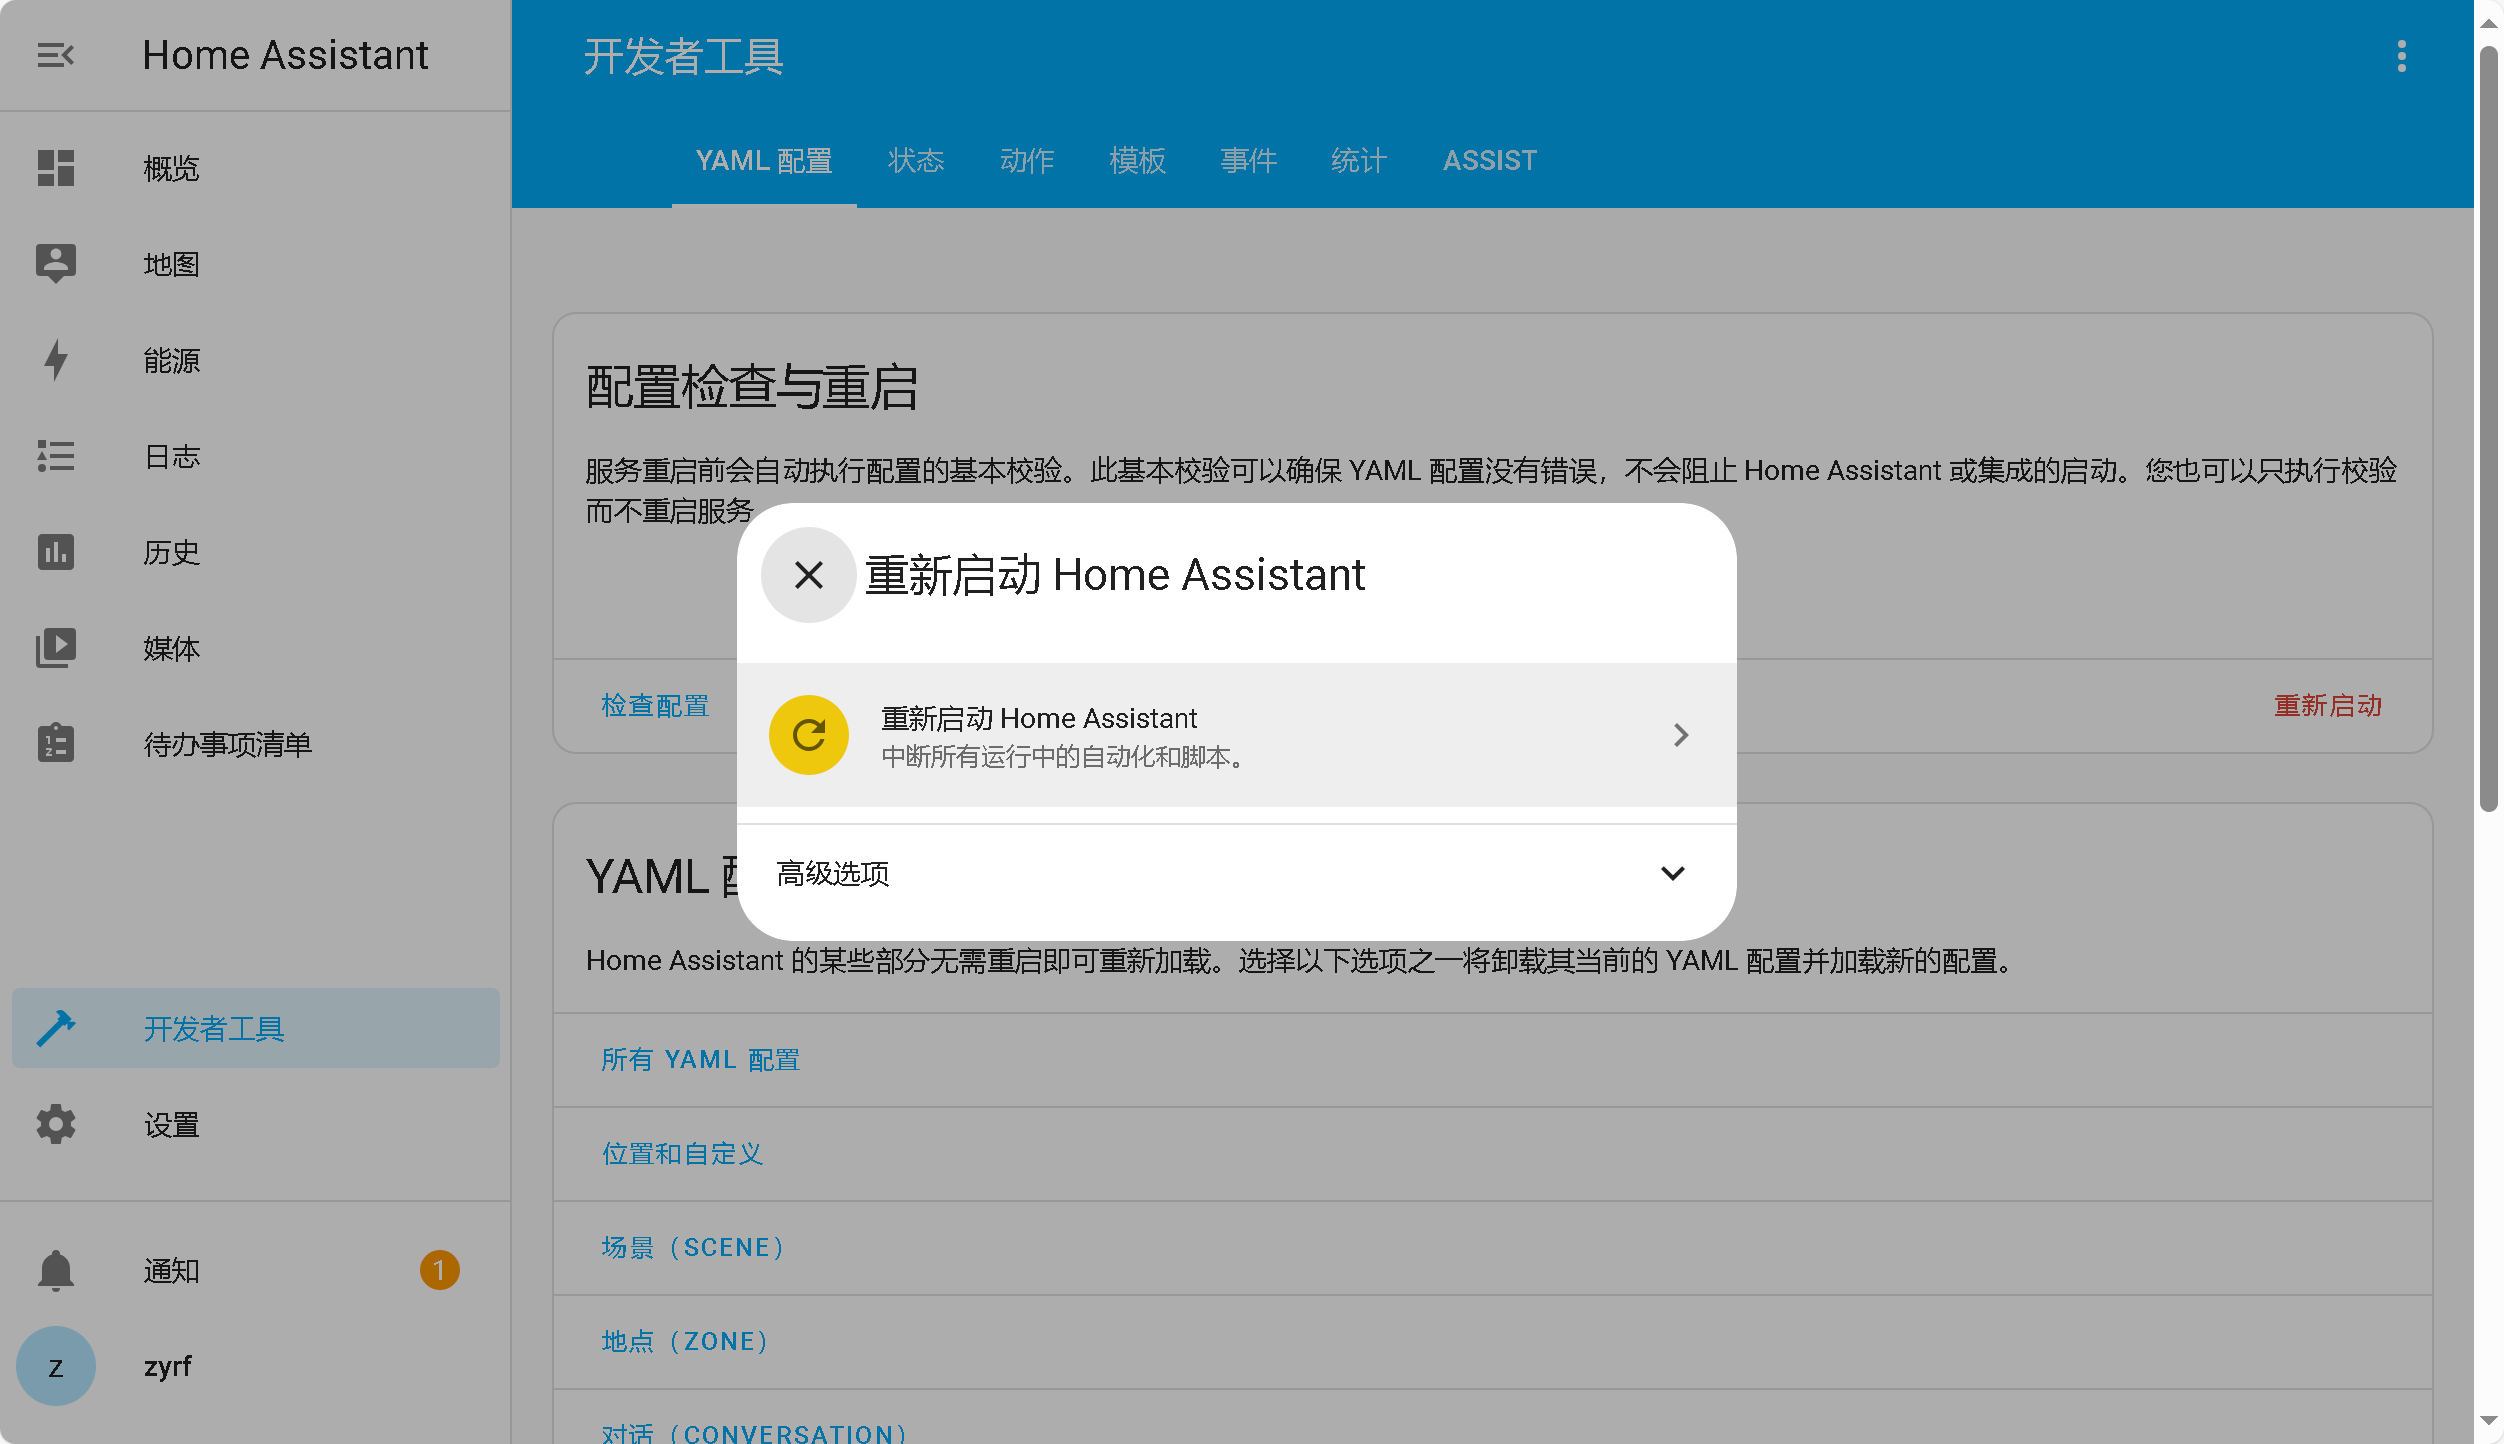 Home Assistant
概览
地图
能源
日志
历史
媒体
待办事项清单
开发者工具
设置
通知
1
z
zyrf
开发者工具
YAML 配置
状态
动作
模板
事件
统计
ASSIST
配置检查与重启
服务重启前会自动执行配置的基本校验。此基本校验可以确保 YAML 配置没有错误，不会阻止 Home Assistant 或集成的启动。您也可以只执行校验
而不重启服务
检查配置
重新启动
重新启动 Home Assistant
重新启动 Home Assistant
中断所有运行中的自动化和脚本。
高级选项
YAML
Home Assistant 的某些部分无需重启即可重新加载。选择以下选项之一将卸载其当前的 YAML 配置并加载新的配置。
所有 YAML 配置
位置和自定义
场景（SCENE）
地点（ZONE）
对话（CONVERSATION）